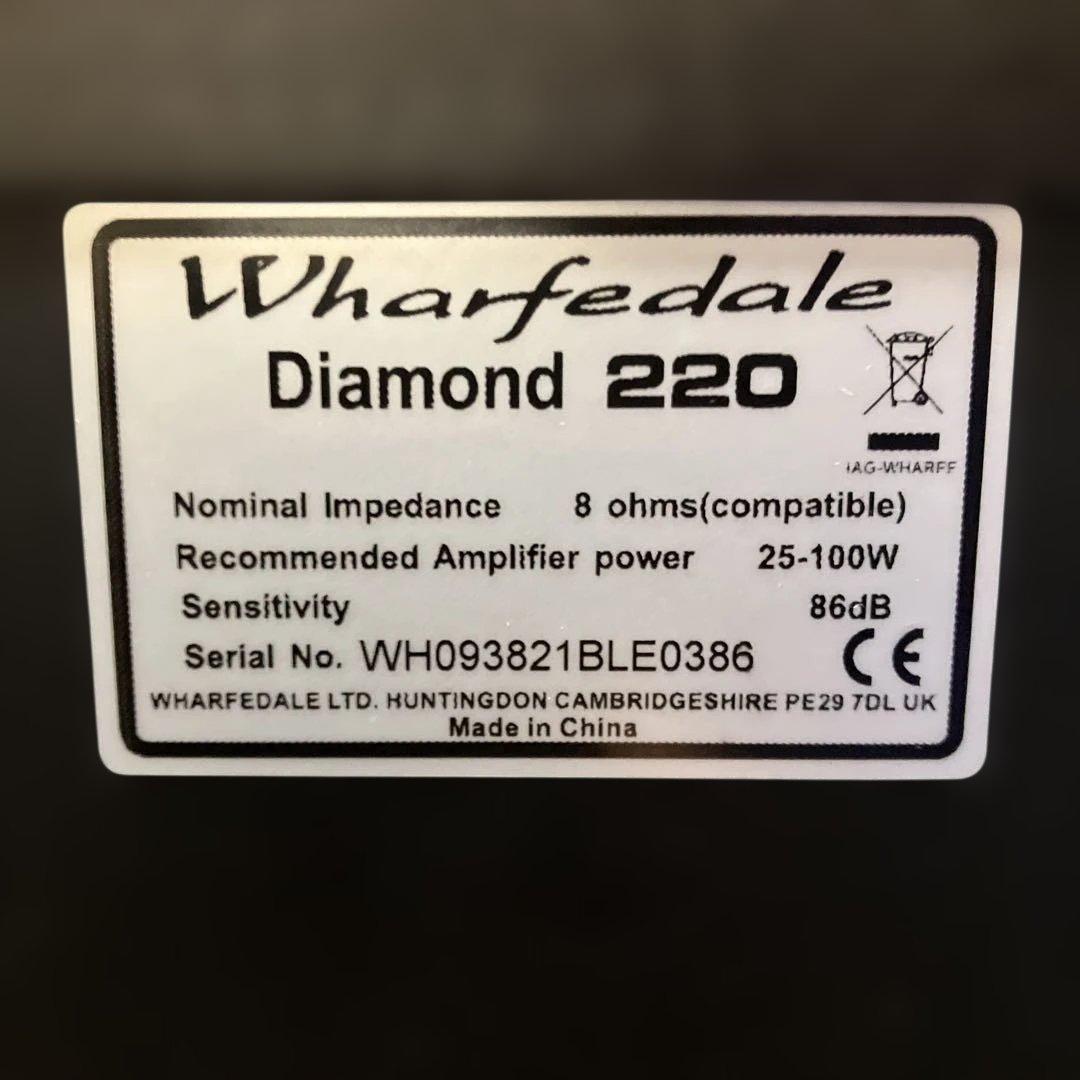 Wharfedale
Diamond 220
IAG-WHARFF
Nominal Impedance 8 ohms(compatible)
Recommended Amplifier power 25-100W
Sensitivity 86dB
Serial No. WH093821BLE0386 CE
WHARFEDALE LTD. HUNTINGDON CAMBRIDGESHIRE PE29 7DL UK
Made in China